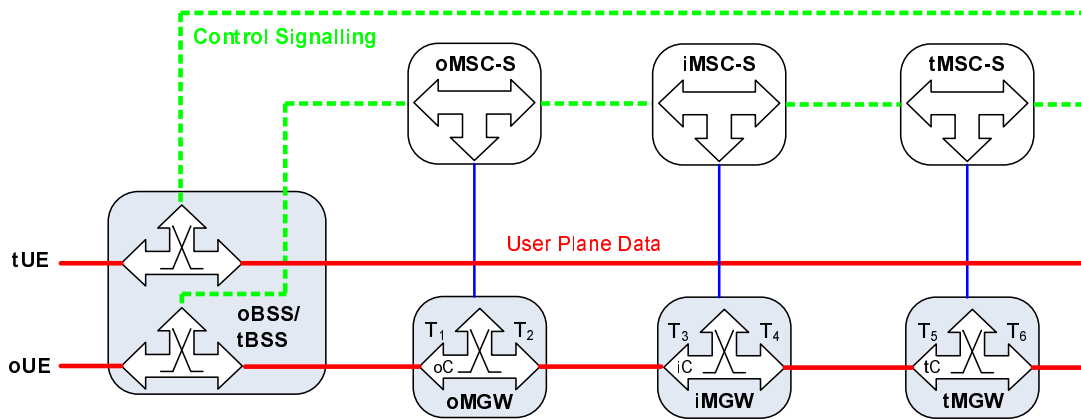 Control Signalling
oMSC-S
iMSC-S
tMSC-S
User Plane Data
tUE
oBSS/
tBSS
T1
T2
T3
T4
T5
T6
oUE
oC
iC
tC
oMGW
iMGW
tMGW